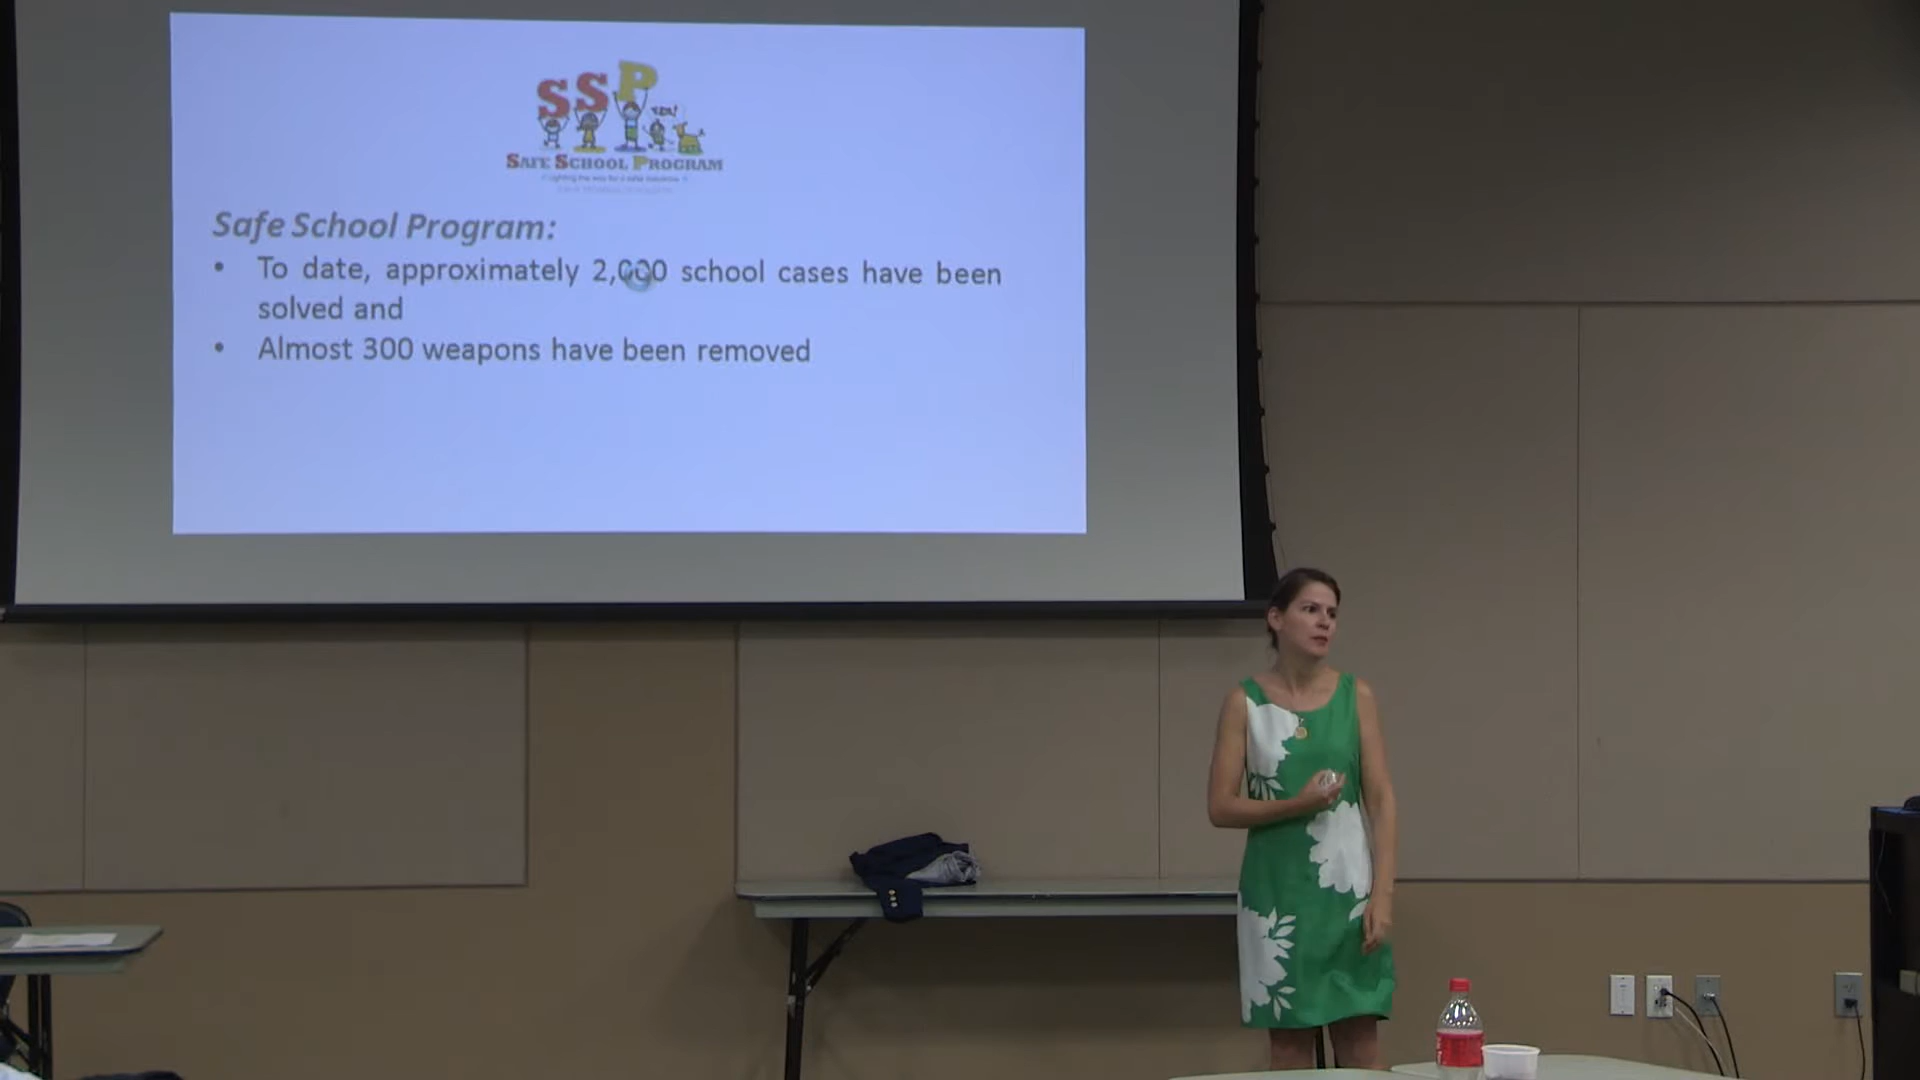 SSP
SAFE SCHOOL PROGRAM
Safe School Program:
• To date, approximately 2,000 school cases have been
solved and
• Almost 300 weapons have been removed